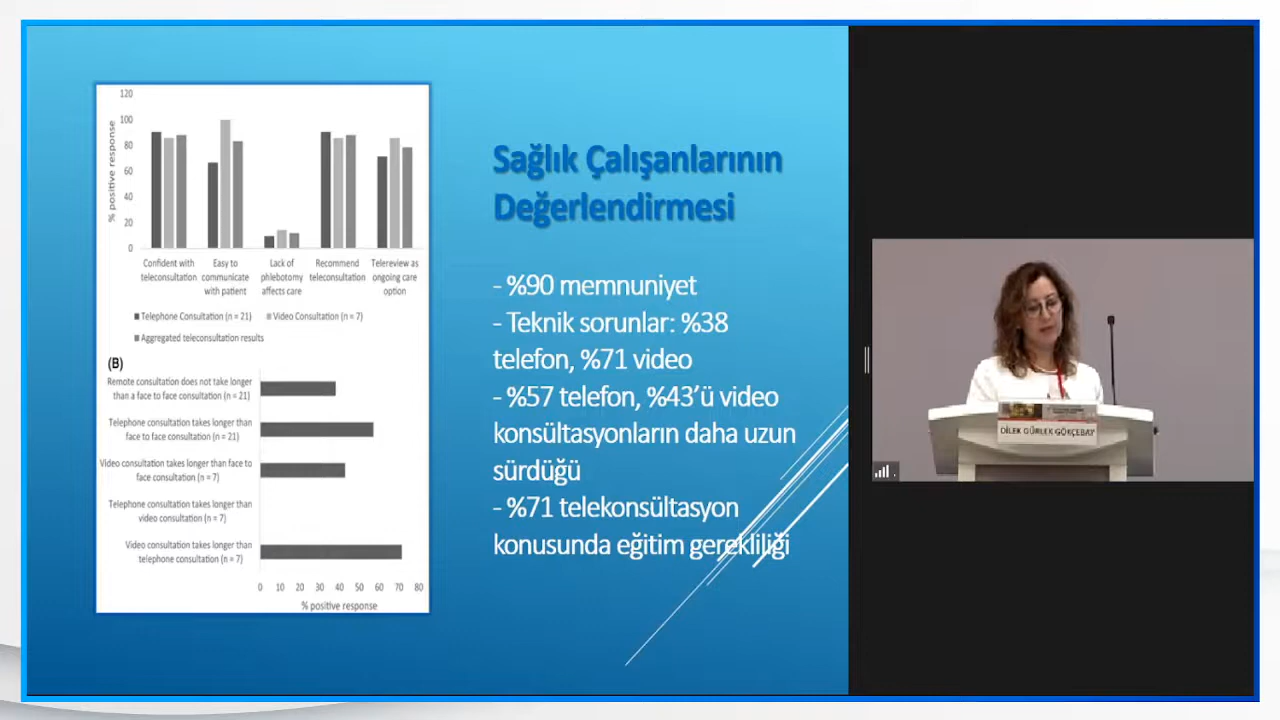 120
100
80
60
40
20
0
% positive response
Confident with teleconsultation
Easy to communicate with patient
Lack of phlebotomy affects care
Recommend teleconsultation
Telereview as ongoing care option
Telephone Consultation (n = 21)
Video Consultation (n = 7)
Aggregated teleconsultation results
(B)
Remote consultation does not take longer
than a face to face consultation (n = 21)
Telephone consultation takes longer than
face to face consultation (n = 21)
Video consultation takes longer than face to
face consultation (n = 7)
Telephone consultation takes longer than
video consultation (n = 7)
Video consultation takes longer than
telephone consultation (n = 7)
0 10 20 30 40 50 60 70 80
% positive response
Sağlık Çalışanlarının
Değerlendirmesi
- %90 memnuniyet
- Teknik sorunlar: %38
telefon, %71 video
- %57 telefon, %43’ü video
konsültasyonların daha uzun
sürdüğü
- %71 telekonsültasyon
konusunda eğitim gerekliliği
DİLEK GÜRLEK GÖKÇEBAY